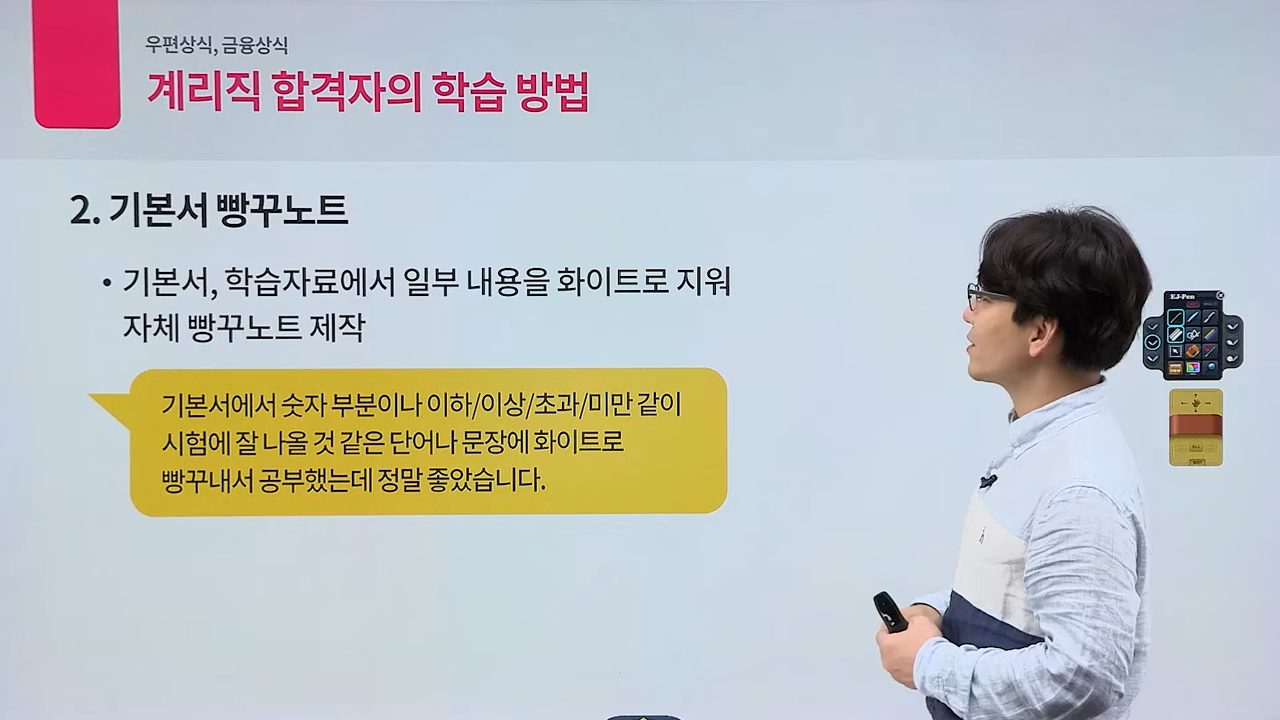 우편상식, 금융상식
계리직 합격자의 학습 방법
2. 기본서 빵꾸노트
• 기본서, 학습자료에서 일부 내용을 화이트로 지워
자체 빵꾸노트 제작
기본서에서 숫자 부분이나 이하/이상/초과/미만 같이
시험에 잘 나올 것 같은 단어나 문장에 화이트로
빵꾸내서 공부했는데 정말 좋았습니다.
EJ-Pen